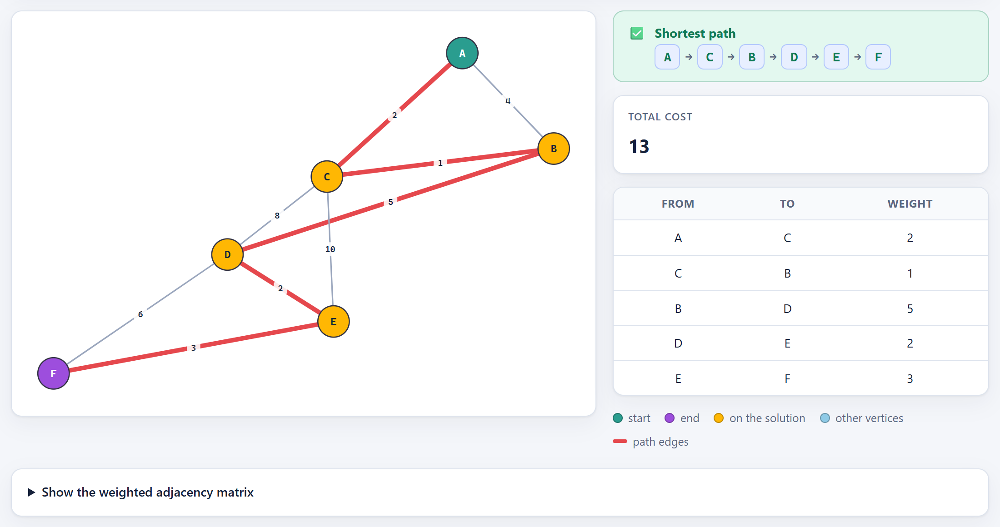 A
4
2
B
1
C
5
8
10
D
2
6
E
3
F
Shortest path
A → C → B → D → E → F
TOTAL COST
13
FROM TO WEIGHT
A C 2
C B 1
B D 5
D E 2
E F 3
start end on the solution other vertices
path edges
Show the weighted adjacency matrix